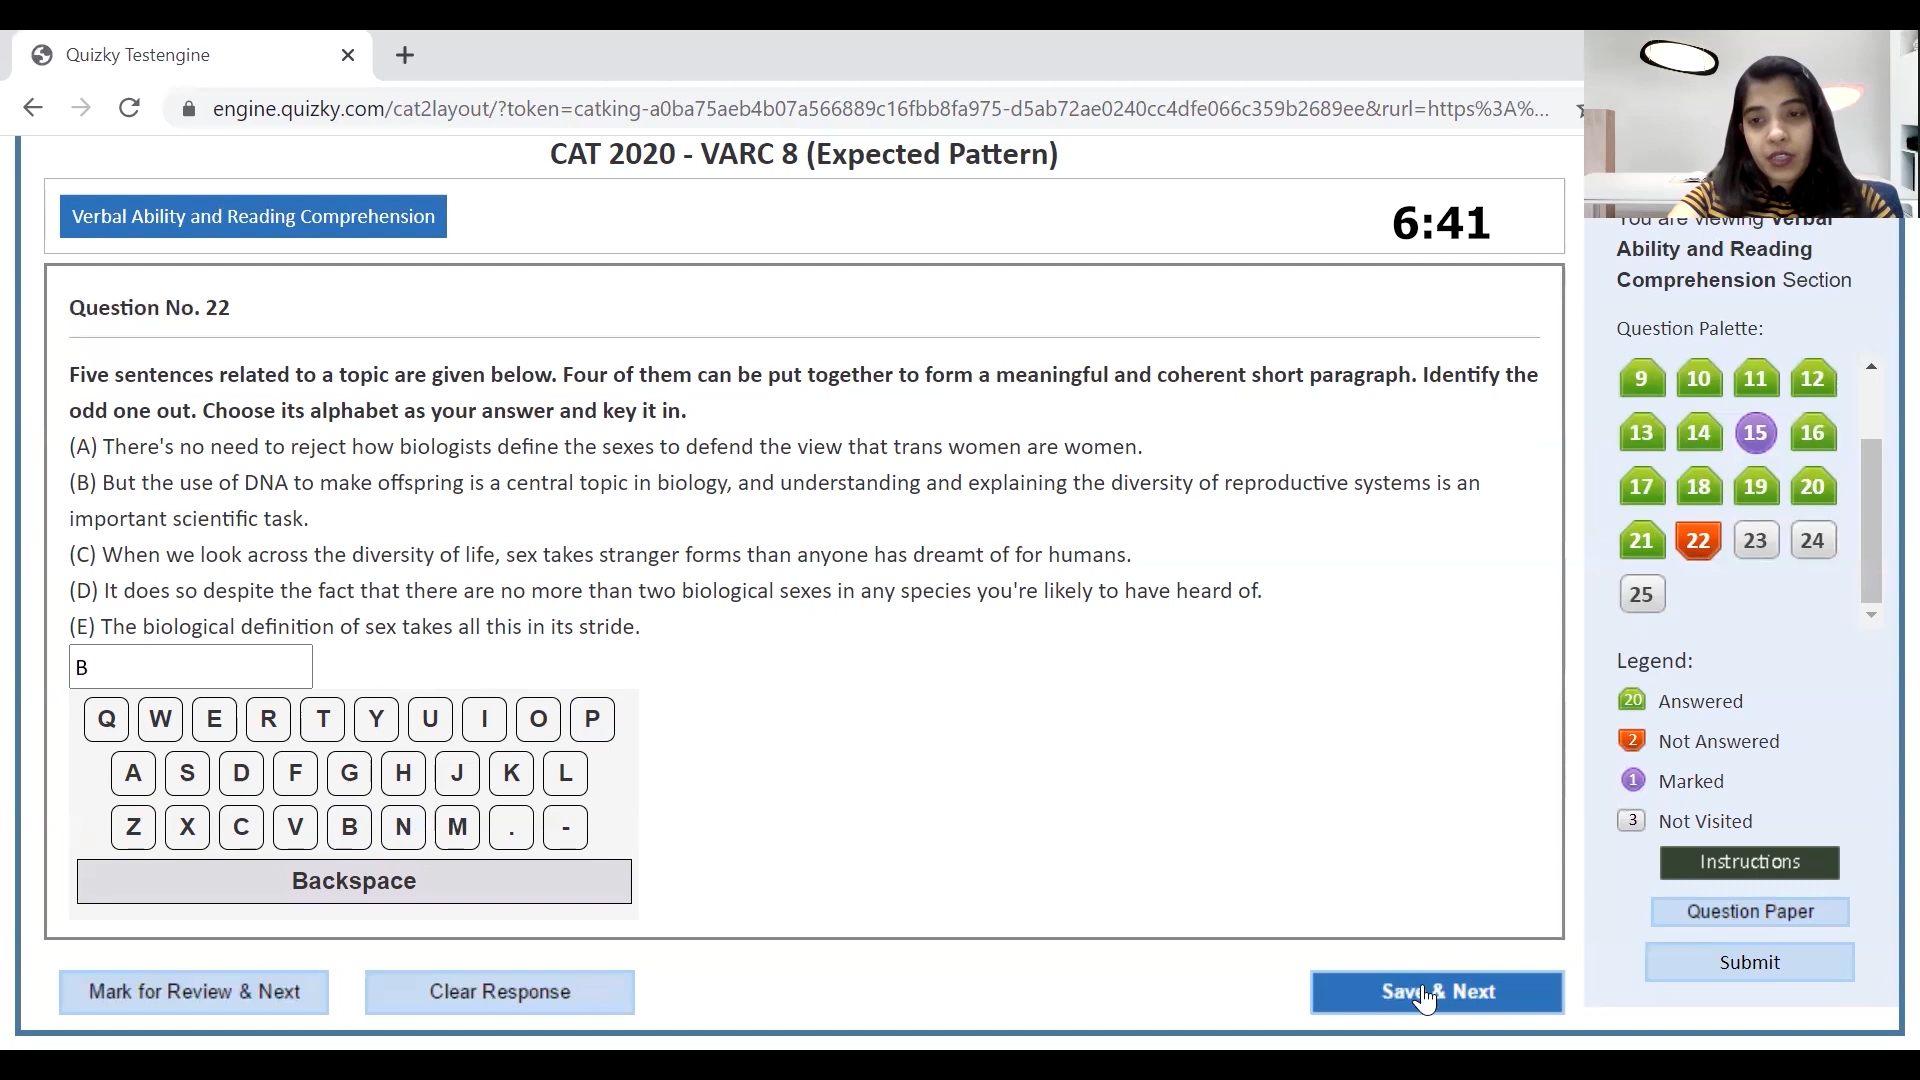 Quizky Testengine
engine.quizky.com/cat2layout/?token=catking-a0ba75aeb4b07a566889c16fbb8fa975-d5ab72ae0240cc4dfe066c359b2689ee&rurl=https%3A%...
CAT 2020 - VARC 8 (Expected Pattern)
Verbal Ability and Reading Comprehension
6:41
You are viewing Verbal
Ability and Reading
Comprehension Section
Question No. 22
Five sentences related to a topic are given below. Four of them can be put together to form a meaningful and coherent short paragraph. Identify the
odd one out. Choose its alphabet as your answer and key it in.
(A) There's no need to reject how biologists define the sexes to defend the view that trans women are women.
(B) But the use of DNA to make offspring is a central topic in biology, and understanding and explaining the diversity of reproductive systems is an
important scientific task.
(C) When we look across the diversity of life, sex takes stranger forms than anyone has dreamt of for humans.
(D) It does so despite the fact that there are no more than two biological sexes in any species you're likely to have heard of.
(E) The biological definition of sex takes all this in its stride.
B
Q W E R T Y U I O P
A S D F G H J K L
Z X C V B N M . -
Backspace
Mark for Review & Next
Clear Response
Save & Next
Question Palette:
9 10 11 12
13 14 15 16
17 18 19 20
21 22 23 24
25
Legend:
20 Answered
2 Not Answered
1 Marked
3 Not Visited
Instructions
Question Paper
Submit